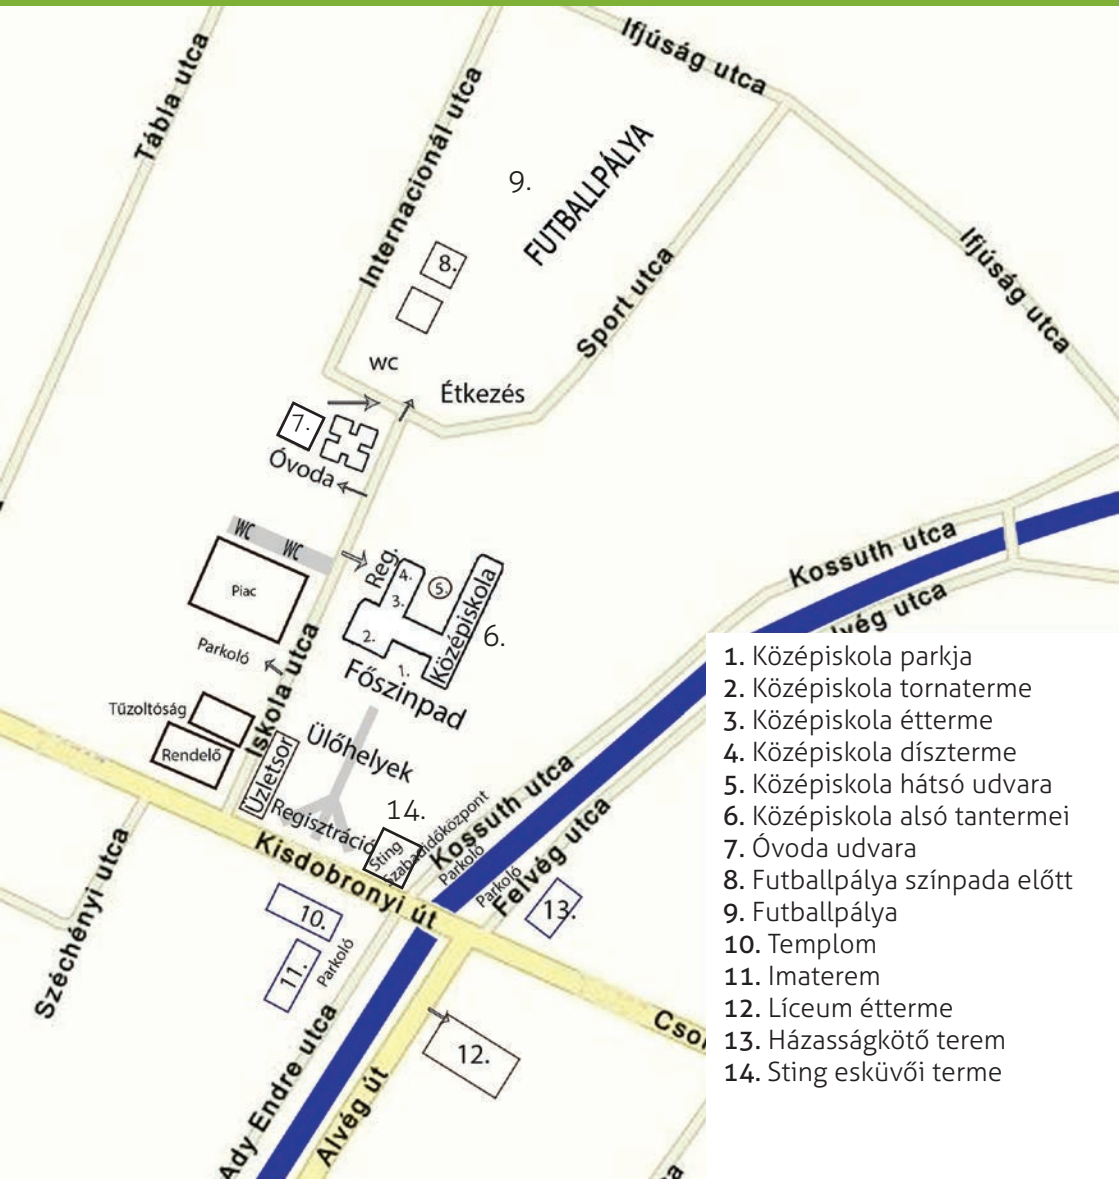 Ifjúság utca
Tábla utca
Internacionál utca
9.
FUTBALLPÁLYA
8.
Ifjúság utca
Sport utca
WC
Étkezés
7.
Óvoda
WC
WC
Reg.
4.
5.
3.
2.
1.
Középiskola
6.
Kossuth utca
Piac
Parkoló
Főszinpad
Iskola utca
Tűzoltóság
Rendelő
Üzletsor
Ülőhelyek
Regisztráció
14.
Sting
Szabadidőközpont
Kossuth utca
Parkoló
Parkoló
Felvég utca
Kisdobronyi út
Széchényi utca
10.
11.
Parkoló
13.
12.
Ady Endre utca
Alvég út
1. Középiskola parkja
2. Középiskola tornaterme
3. Középiskola étterme
4. Középiskola díszterme
5. Középiskola hátsó udvara
6. Középiskola alsó tantermei
7. Óvoda udvara
8. Futballpálya színpada előtt
9. Futballpálya
10. Templom
11. Imaterem
12. Líceum étterme
13. Házasságkötő terem
14. Sting esküvői terme